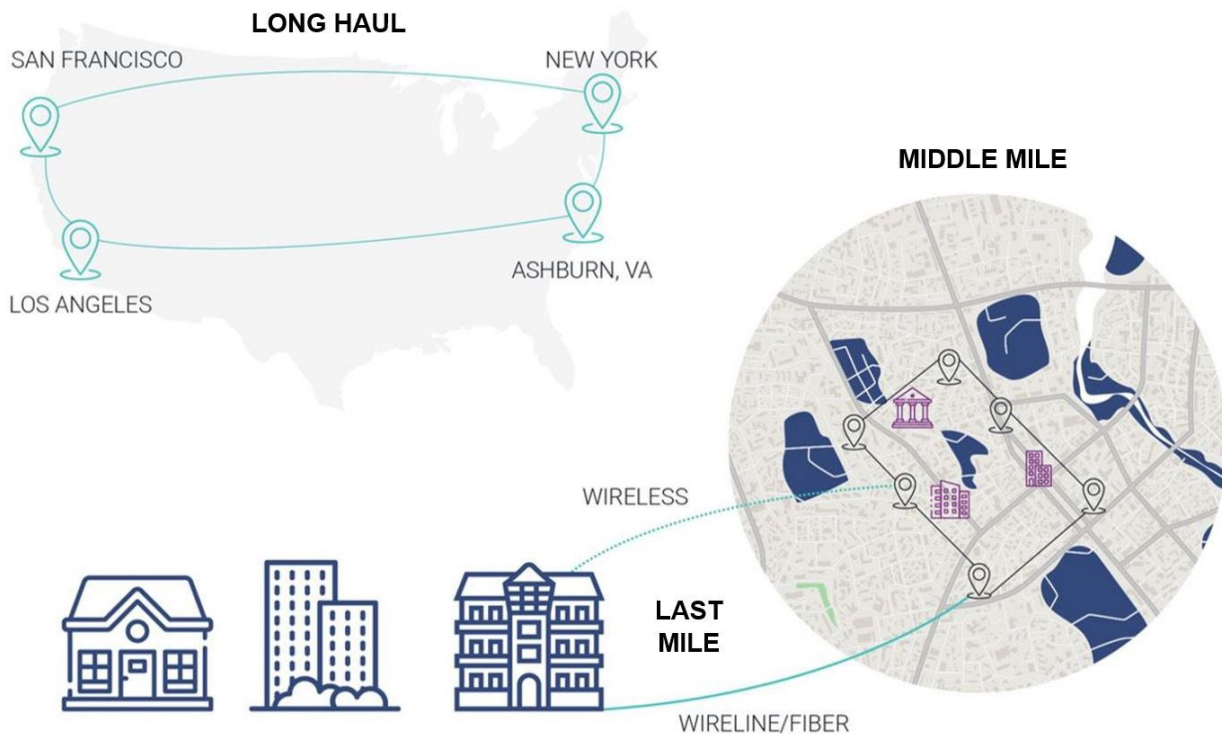 LONG HAUL
SAN FRANCISCO
NEW YORK
LOS ANGELES
ASHBURN, VA
MIDDLE MILE
WIRELESS
LAST
MILE
WIRELINE/FIBER